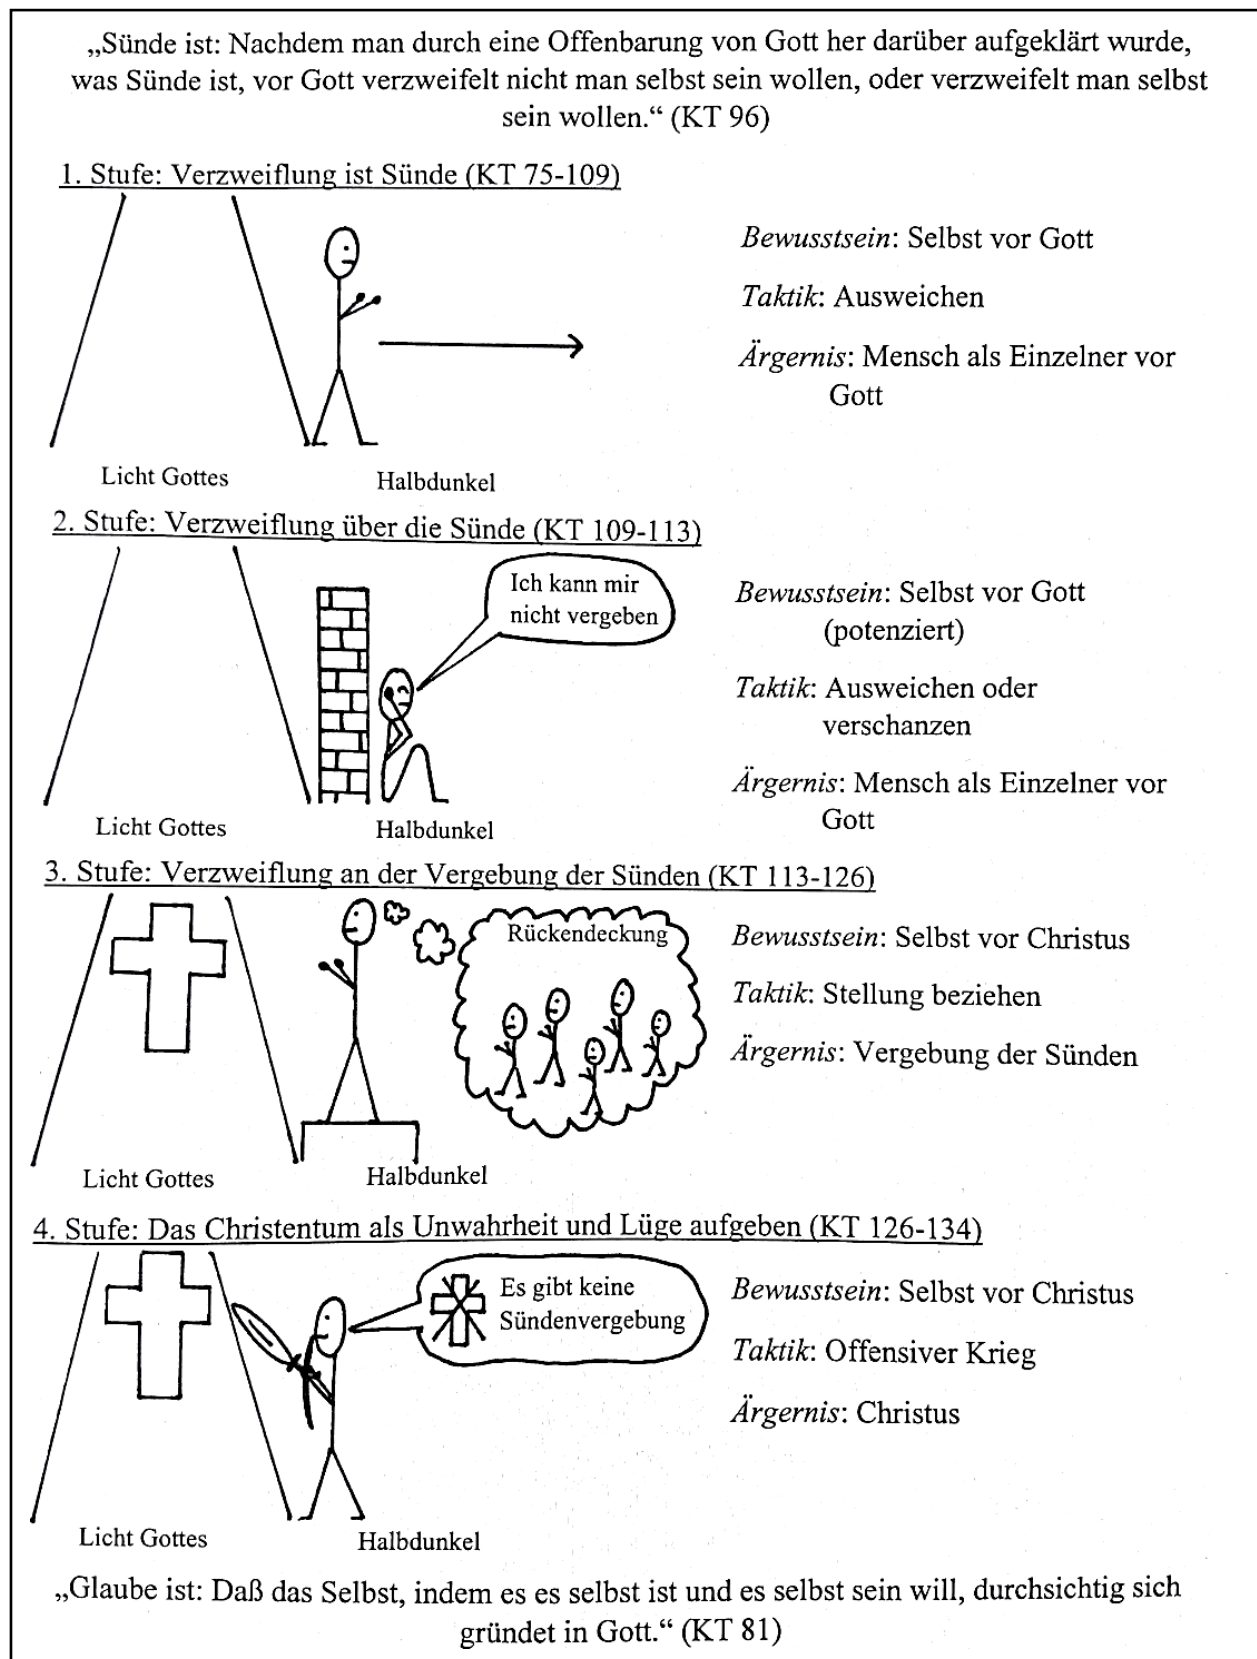 „Sünde ist: Nachdem man durch eine Offenbarung von Gott her darüber aufgeklärt wurde,
was Sünde ist, vor Gott verzweifelt nicht man selbst sein wollen, oder verzweifelt man selbst
sein wollen.“ (KT 96)
1. Stufe: Verzweiflung ist Sünde (KT 75-109)
Bewusstsein: Selbst vor Gott
Taktik: Ausweichen
Ärgernis: Mensch als Einzelner vor
Gott
Licht Gottes
Halbdunkel
2. Stufe: Verzweiflung über die Sünde (KT 109-113)
Ich kann mir
nicht vergeben
Bewusstsein: Selbst vor Gott
(potenziert)
Taktik: Ausweichen oder
verschanzen
Ärgernis: Mensch als Einzelner vor
Gott
Licht Gottes
Halbdunkel
3. Stufe: Verzweiflung an der Vergebung der Sünden (KT 113-126)
Rückendeckung
Bewusstsein: Selbst vor Christus
Taktik: Stellung beziehen
Ärgernis: Vergebung der Sünden
Licht Gottes
Halbdunkel
4. Stufe: Das Christentum als Unwahrheit und Lüge aufgeben (KT 126-134)
Es gibt keine
Sündenvergebung
Bewusstsein: Selbst vor Christus
Taktik: Offensiver Krieg
Ärgernis: Christus
Licht Gottes
Halbdunkel
„Glaube ist: Daß das Selbst, indem es es selbst ist und es selbst sein will, durchsichtig sich
gründet in Gott.“ (KT 81)